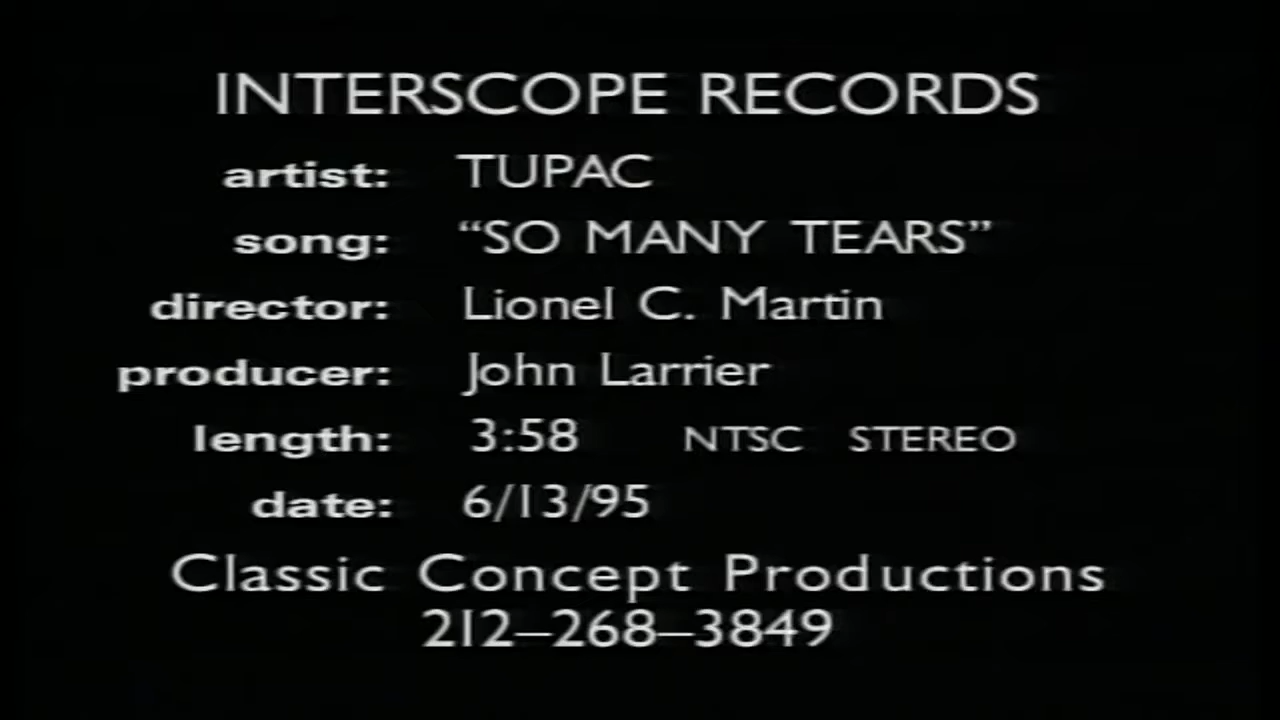 INTERSCOPE RECORDS
artist: TUPAC
song: “SO MANY TEARS”
director: Lionel C. Martin
producer: John Larrier
length: 3:58 NTSC STEREO
date: 6/13/95
Classic Concept Productions
212–268–3849